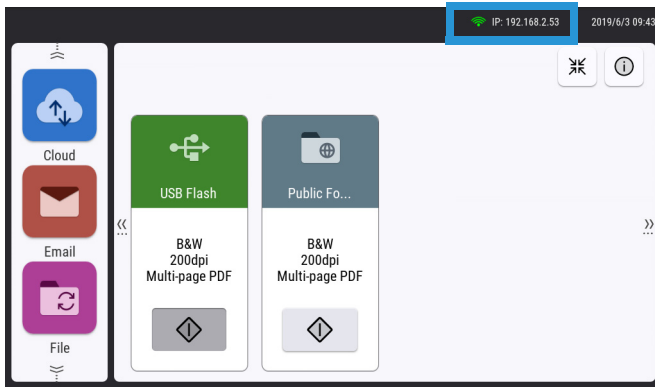 IP: 192.168.2.53
2019/6/3 09:43
Cloud
Email
File
USB Flash
B&W
200dpi
Multi-page PDF
Public Fo...
B&W
200dpi
Multi-page PDF